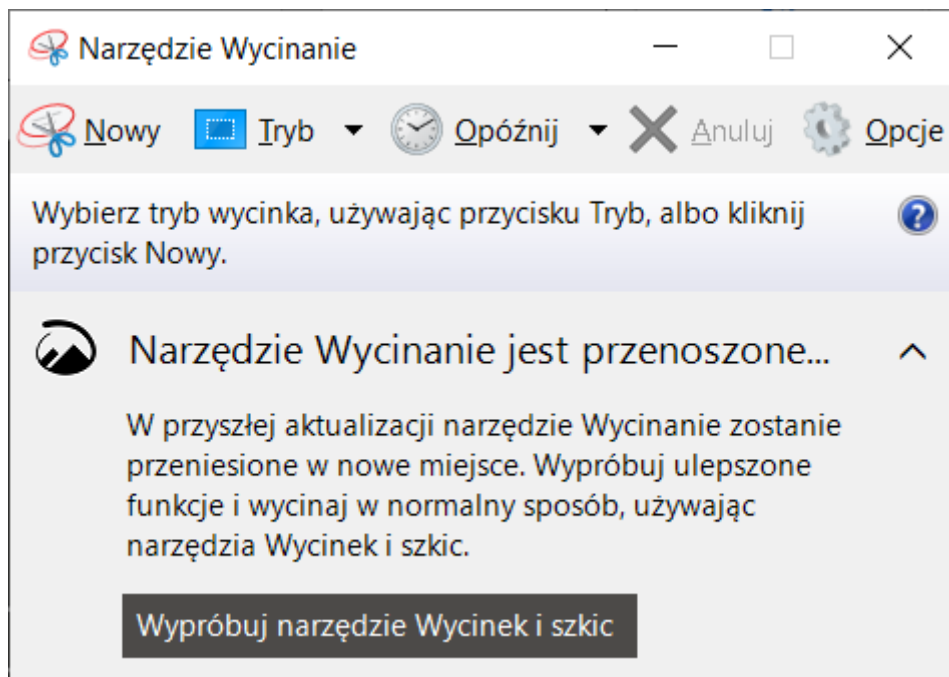 Narzędzie Wycinanie
Nowy Tryb Opóźnij Anuluj Opcje
Wybierz tryb wycinka, używając przycisku Tryb, albo kliknij
przycisk Nowy.
Narzędzie Wycinanie jest przenoszone...
W przyszłej aktualizacji narzędzie Wycinanie zostanie
przeniesione w nowe miejsce. Wypróbuj ulepszone
funkcje i wycinaj w normalny sposób, używając
narzędzia Wycinek i szkic.
Wypróbuj narzędzie Wycinek i szkic